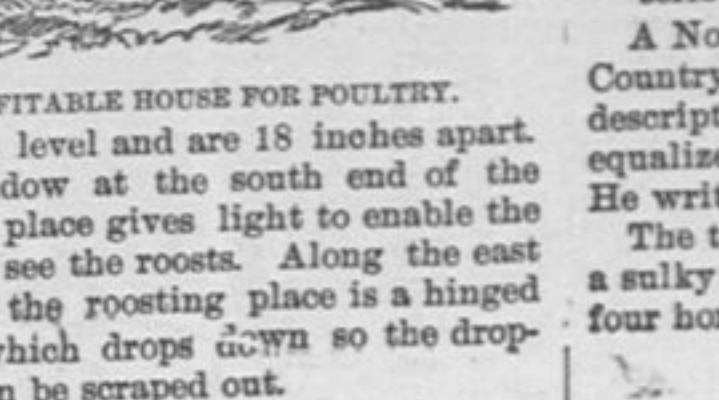 FITABLE HOUSE FOR POULTRY.
level and are 18 inches apart.
dow at the south end of the
place gives light to enable the
see the roosts. Along the east
the roosting place is a hinged
which drops down so the drop-
n be scraped out.
A No
Country
descript
equalize
He writ
The t
a sulky
four hor